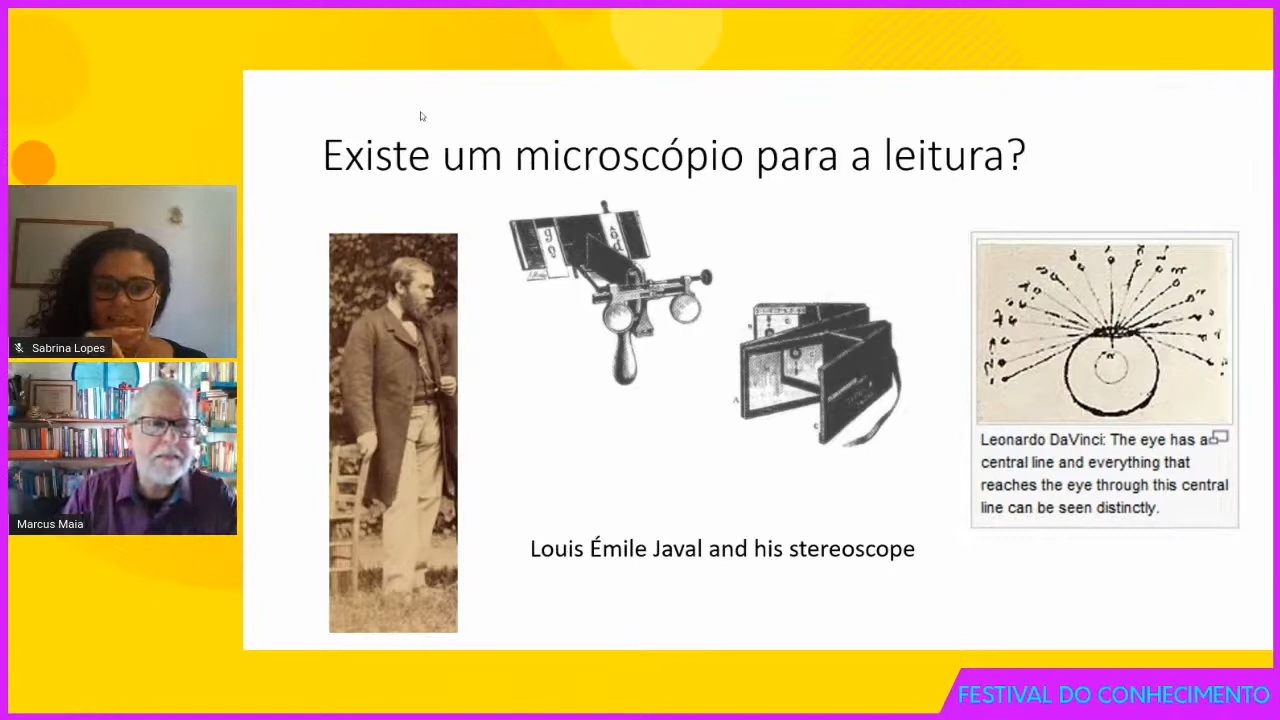 Existe um microscópio para a leitura?
Sabrina Lopes
Marcus Maia
Leonardo DaVinci: The eye has a
central line and everything that
reaches the eye through this central
line can be seen distinctly.
Louis Émile Javal and his stereoscope
FESTIVAL DO CONHECIMENTO